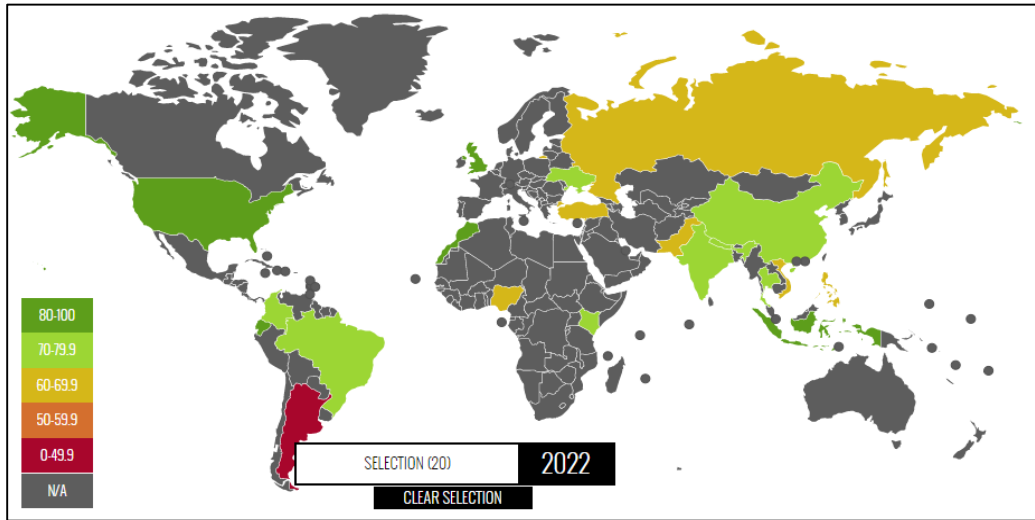 80-100
70-79.9
60-69.9
50-59.9
0-49.9
N/A
SELECTION (20)
2022
CLEAR SELECTION